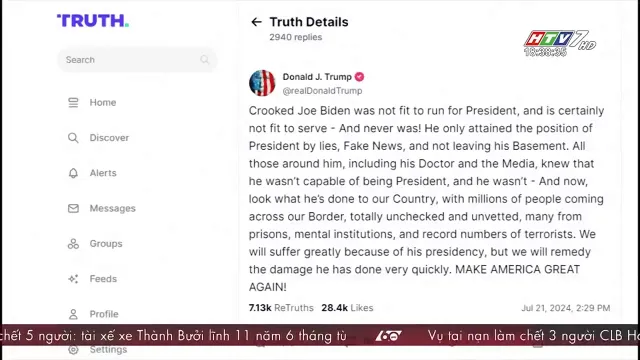 TRUTH.
Search
Home
Discover
Alerts
Messages
Groups
Feeds
Profile
Settings
← Truth Details
2940 replies
HTV7 HD
Donald J. Trump
@realDonaldTrump
Crooked Joe Biden was not fit to run for President, and is certainly
not fit to serve - And never was! He only attained the position of
President by lies, Fake News, and not leaving his Basement. All
those around him, including his Doctor and the Media, knew that
he wasn't capable of being President, and he wasn't - And now,
look what he's done to our Country, with millions of people coming
across our Border, totally unchecked and unvetted, many from
prisons, mental institutions, and record numbers of terrorists. We
will suffer greatly because of his presidency, but we will remedy
the damage he has done very quickly. MAKE AMERICA GREAT
AGAIN!
7.13k ReTruths 28.4k Likes Jul 21, 2024, 2:29 PM
chết 5 người: tài xế xe Thành Bưởi lĩnh 11 năm 6 tháng tù
Vụ tai nạn làm chết 3 người CLB